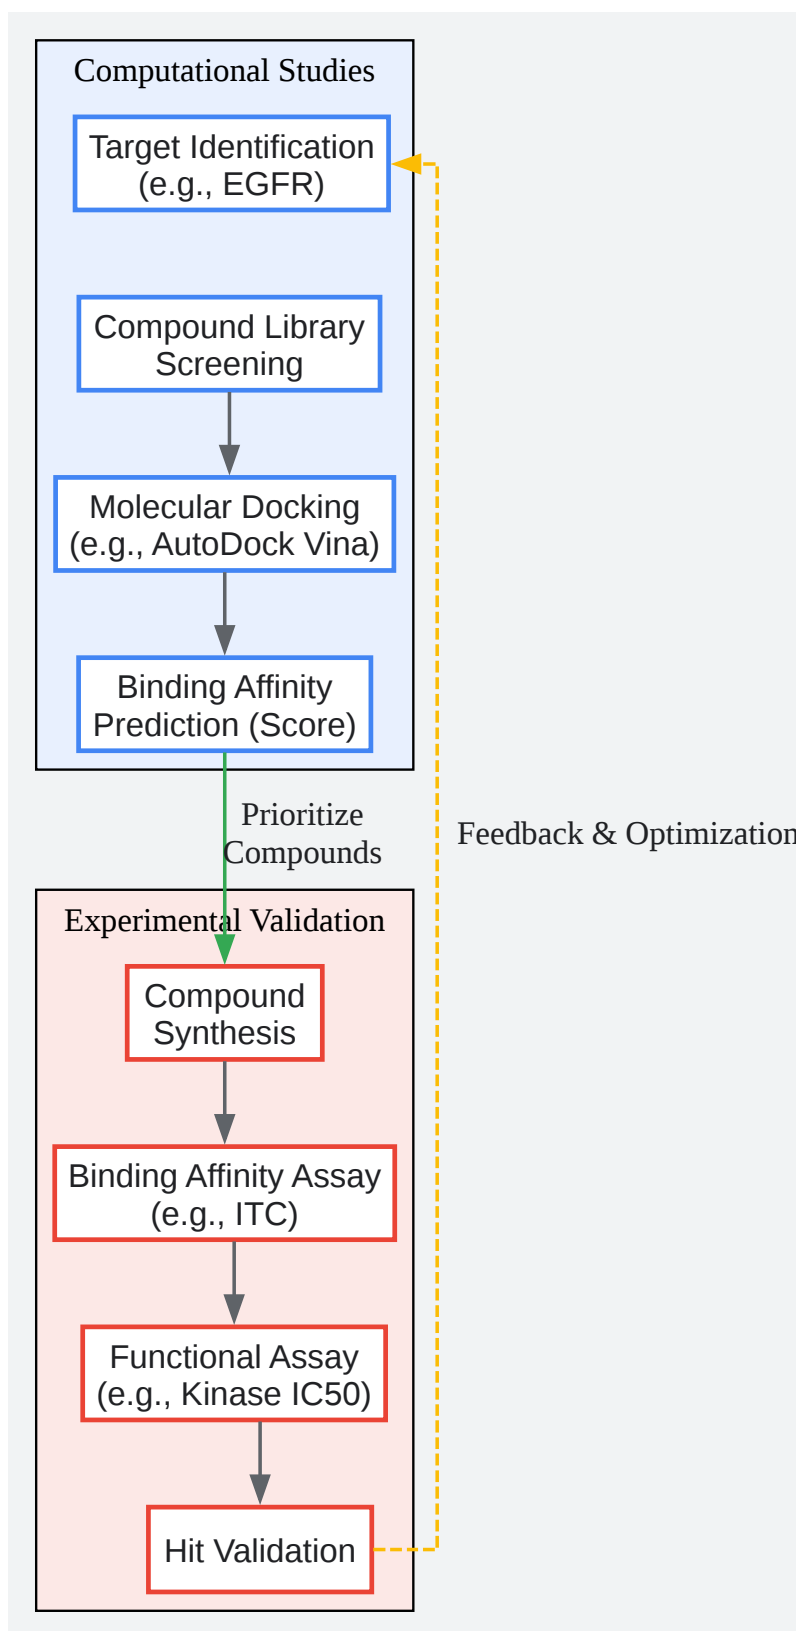 Computational Studies
Target Identification
(e.g., EGFR)
Compound Library
Screening
Molecular Docking
(e.g., AutoDock Vina)
Binding Affinity
Prediction (Score)
Prioritize
Compounds
Feedback & Optimization
Experimental Validation
Compound
Synthesis
Binding Affinity Assay
(e.g., ITC)
Functional Assay
(e.g., Kinase IC50)
Hit Validation